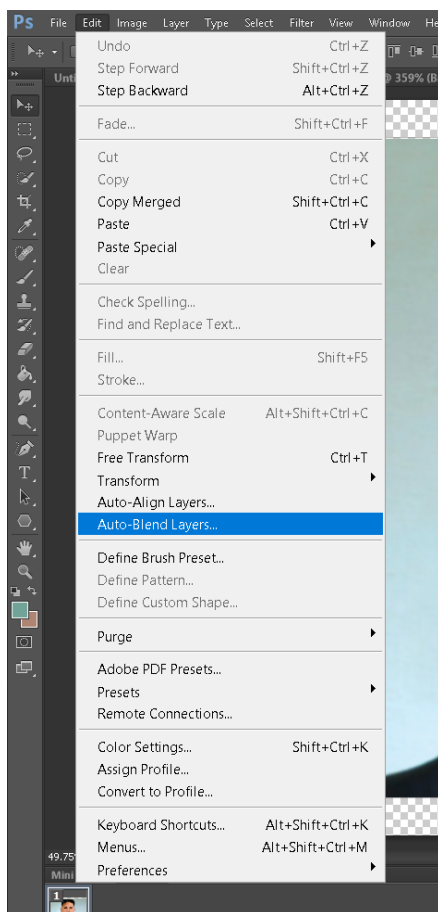 Ps File Edit Image Layer Type Select Filter View Window He
Unti @ 359% (B
Undo Ctrl+Z
Step Forward Shift+Ctrl+Z
Step Backward Alt+Ctrl+Z
Fade... Shift+Ctrl+F
Cut Ctrl+X
Copy Ctrl+C
Copy Merged Shift+Ctrl+C
Paste Ctrl+V
Paste Special
Clear
Check Spelling...
Find and Replace Text...
Fill... Shift+F5
Stroke...
Content-Aware Scale Alt+Shift+Ctrl+C
Puppet Warp
Free Transform Ctrl+T
Transform
Auto-Align Layers...
Auto-Blend Layers...
Define Brush Preset...
Define Pattern...
Define Custom Shape...
Purge
Adobe PDF Presets...
Presets
Remote Connections...
Color Settings... Shift+Ctrl+K
Assign Profile...
Convert to Profile...
Keyboard Shortcuts... Alt+Shift+Ctrl+K
Menus... Alt+Shift+Ctrl+M
49.75
Preferences
Mini
1